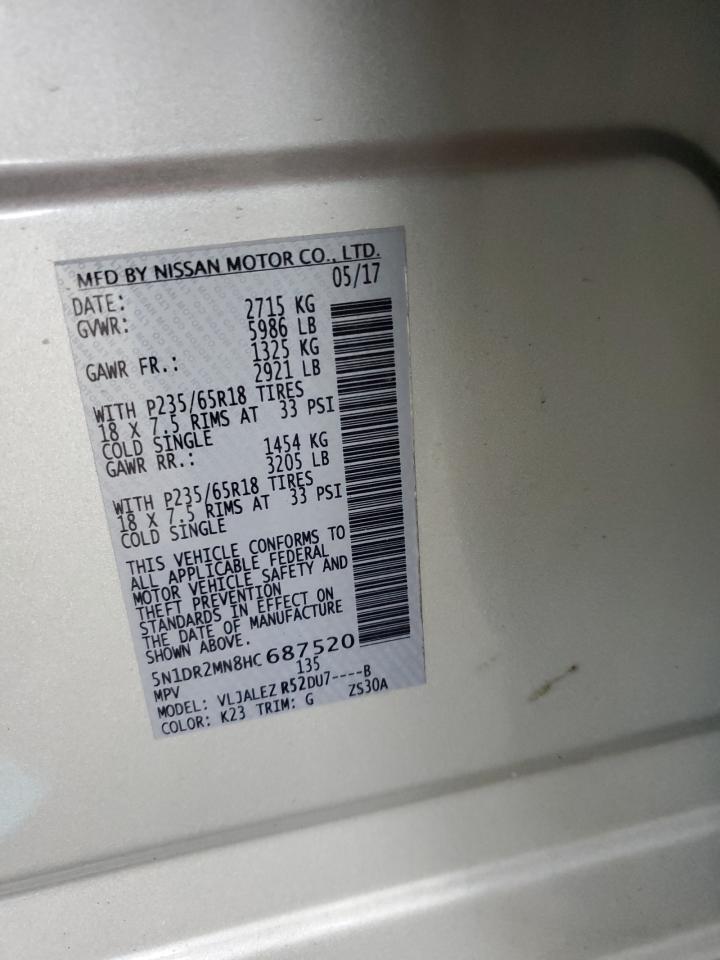 MFD BY NISSAN MOTOR CO., LTD.
DATE: 05/17
GVWR: 2715 KG
5986 LB
GAWR FR.: 1325 KG
2921 LB
WITH P235/65R18 TIRES
18 X 7.5 RIMS AT 33 PSI
COLD SINGLE
GAWR RR.: 1454 KG
3205 LB
WITH P235/65R18 TIRES
18 X 7.5 RIMS AT 33 PSI
COLD SINGLE
THIS VEHICLE CONFORMS TO
ALL APPLICABLE FEDERAL
MOTOR VEHICLE SAFETY AND
THEFT PREVENTION
STANDARDS IN EFFECT ON
THE DATE OF MANUFACTURE
SHOWN ABOVE.
5N1DR2MN8HC687520
MPV 135
MODEL: VLJALEZ R52DU7----B
COLOR: K23 TRIM: G ZS30A